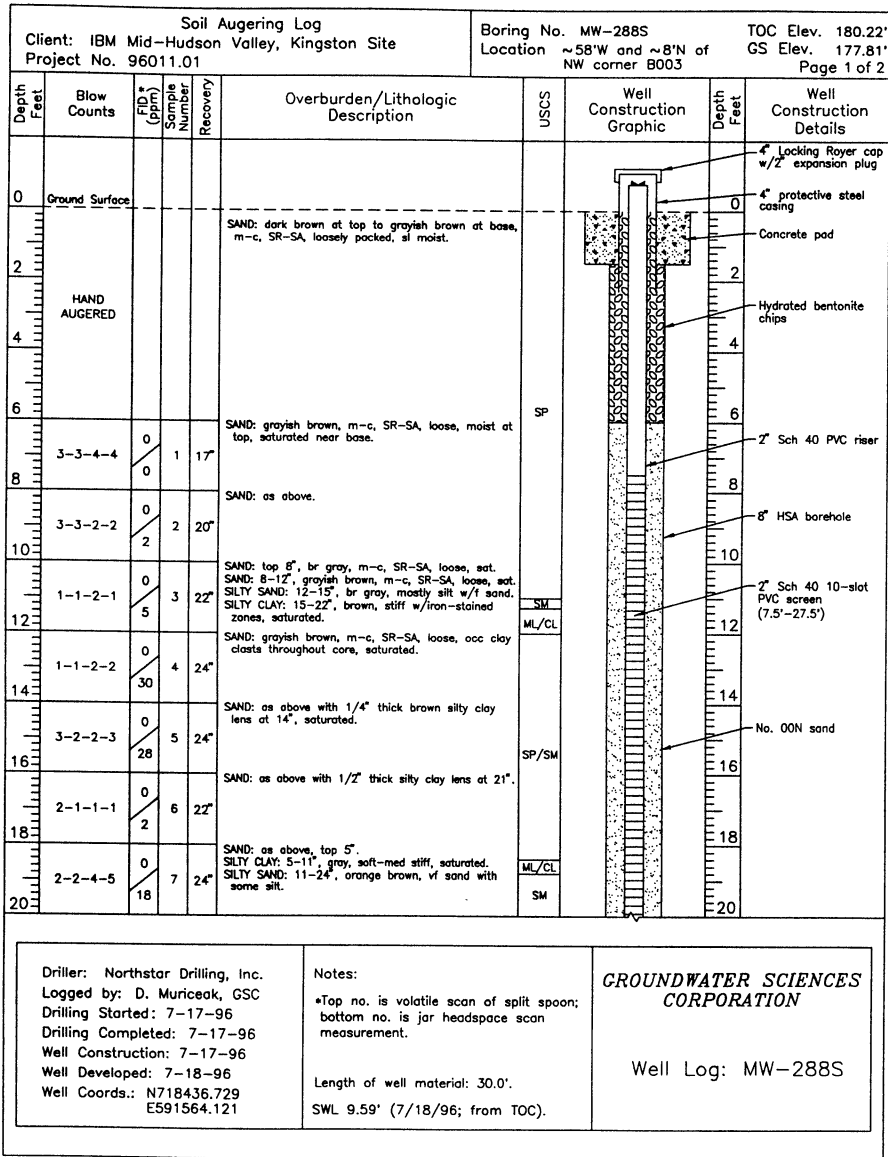 Soil Augering Log
Client: IBM Mid-Hudson Valley, Kingston Site
Project No. 96011.01
Boring No. MW-288S
TOC Elev. 180.22'
Location ~58'W and ~8'N of
NW corner B003
GS Elev. 177.81'
Page 1 of 2
Depth Feet
Blow Counts
FID* (ppm)
Sample Number
Recovery
Overburden/Lithologic Description
USCS
Well Construction Graphic
Depth Feet
Well Construction Details
4" Locking Royer cap
w/2" expansion plug
0
Ground Surface
0
4" protective steel
casing
SAND: dark brown at top to grayish brown at base,
m-c, SR-SA, loosely packed, sl moist.
Concrete pad
2
2
HAND
AUGERED
Hydrated bentonite
chips
4
4
6
SP
6
3-3-4-4
0
0
1
17"
SAND: grayish brown, m-c, SR-SA, loose, moist at
top, saturated near base.
2" Sch 40 PVC riser
8
8
3-3-2-2
0
2
2
20"
SAND: as above.
8" HSA borehole
10
10
1-1-2-1
0
5
3
22"
SAND: top 8", br gray, m-c, SR-SA, loose, sat.
SAND: 8-12", grayish brown, m-c, SR-SA, loose, sat.
SILTY SAND: 12-15", br gray, mostly silt w/f sand.
SILTY CLAY: 15-22", brown, stiff w/iron-stained
zones, saturated.
SM
ML/CL
2" Sch 40 10-slot
PVC screen
(7.5'-27.5')
12
12
1-1-2-2
0
30
4
24"
SAND: grayish brown, m-c, SR-SA, loose, occ clay
clasts throughout core, saturated.
14
14
3-2-2-3
0
28
5
24"
SAND: as above with 1/4" thick brown silty clay
lens at 14", saturated.
SP/SM
No. 00N sand
16
16
2-1-1-1
0
2
6
22"
SAND: as above with 1/2" thick silty clay lens at 21".
18
18
2-2-4-5
0
18
7
24"
SAND: as above, top 5".
SILTY CLAY: 5-11", gray, soft-med stiff, saturated.
SILTY SAND: 11-24", orange brown, vf sand with
some silt.
ML/CL
SM
20
20
Driller: Northstar Drilling, Inc.
Logged by: D. Muriceak, GSC
Drilling Started: 7-17-96
Drilling Completed: 7-17-96
Well Construction: 7-17-96
Well Developed: 7-18-96
Well Coords.: N718436.729
E591564.121
Notes:
*Top no. is volatile scan of split spoon;
bottom no. is jar headspace scan
measurement.
Length of well material: 30.0'.
SWL 9.59' (7/18/96; from TOC).
GROUNDWATER SCIENCES
CORPORATION
Well Log: MW-288S